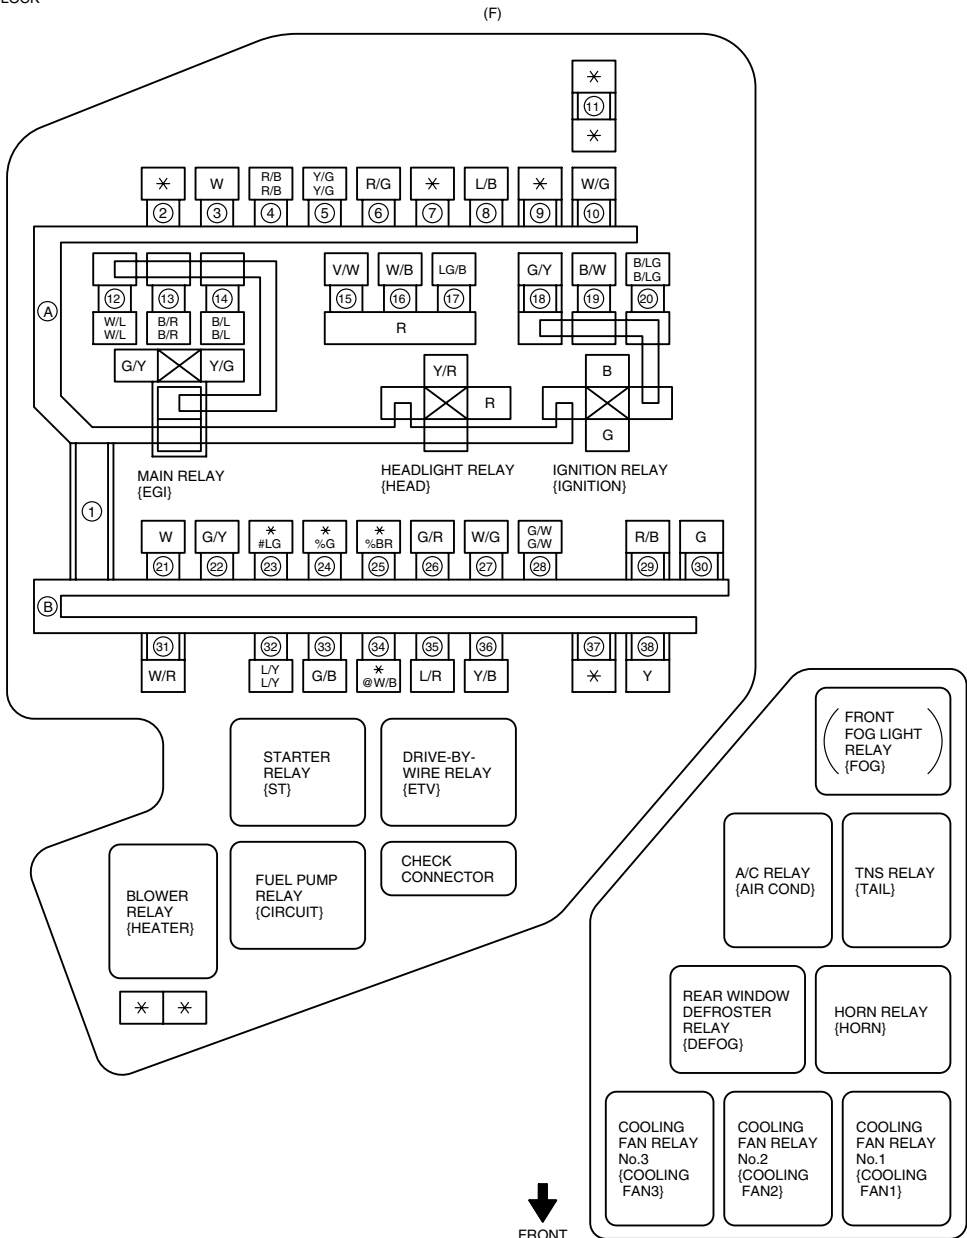 (F)
✳
11
✳
✳ W R/B Y/G R/G ✳ L/B ✳ W/G
R/B Y/G
2 3 4 5 6 7 8 9 10
V/W W/B LG/B G/Y B/W B/LG
B/LG
A 12 13 14 15 16 17 18 19 20
W/L B/R B/L R
W/L B/R B/L
G/Y Y/G Y/R B
R
G
MAIN RELAY
{EGI}
HEADLIGHT RELAY
{HEAD}
IGNITION RELAY
{IGNITION}
1
W G/Y ✳ ✳ ✳ G/R W/G G/W R/B G
#LG %G %BR G/W
21 22 23 24 25 26 27 28 29 30
B
31 32 33 34 35 36 37 38
W/R L/Y G/B ✳ L/R Y/B ✳ Y
L/Y @W/B
STARTER
RELAY
{ST}
DRIVE-BY-
WIRE RELAY
{ETV}
FRONT
FOG LIGHT
RELAY
{FOG}
BLOWER
RELAY
{HEATER}
FUEL PUMP
RELAY
{CIRCUIT}
CHECK
CONNECTOR
A/C RELAY
{AIR COND}
TNS RELAY
{TAIL}
✳ ✳
REAR WINDOW
DEFROSTER
RELAY
{DEFOG}
HORN RELAY
{HORN}
COOLING
FAN RELAY
No.3
{COOLING
FAN3}
COOLING
FAN RELAY
No.2
{COOLING
FAN2}
COOLING
FAN RELAY
No.1
{COOLING
FAN1}
FRONT